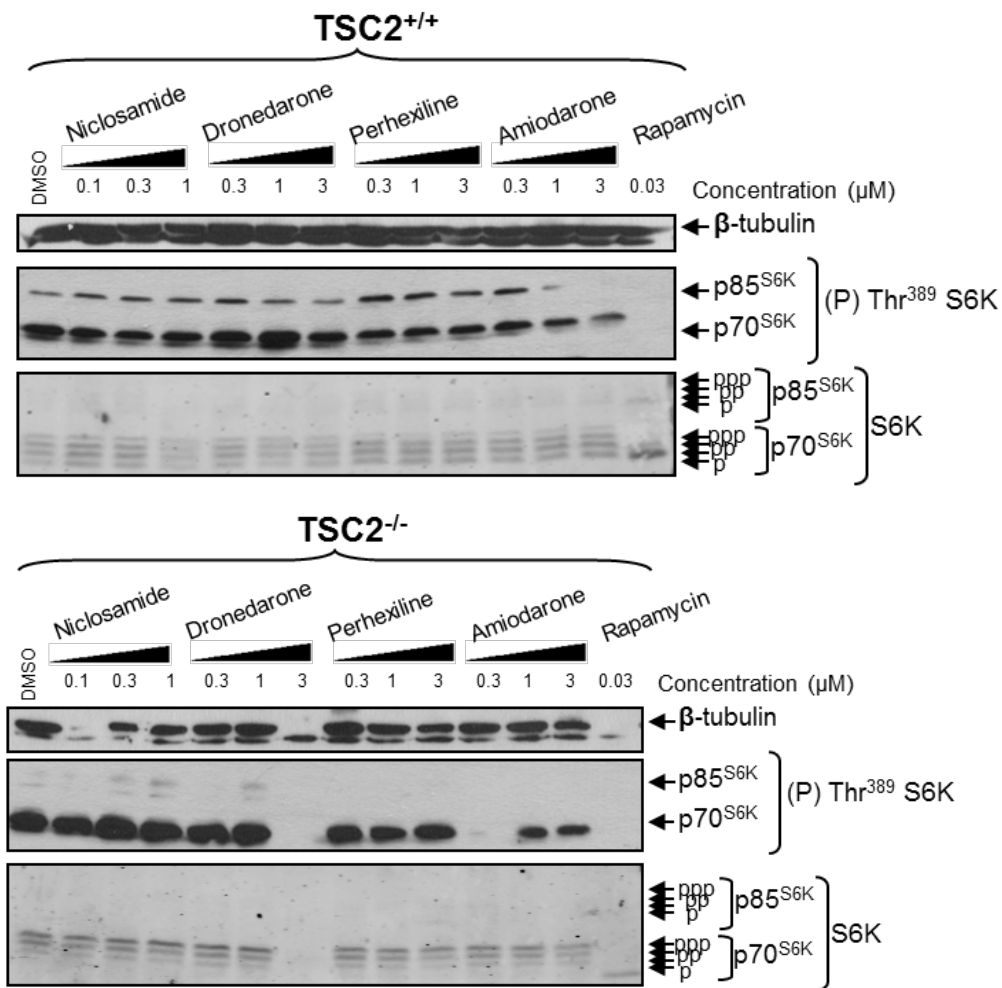 TSC2+/+
Niclosamide Dronedarone Perhexiline Amiodarone Rapamycin
DMSO 0.1 0.3 1 0.3 1 3 0.3 1 3 0.3 1 3 0.03 Concentration (µM)
β-tubulin
p85S6K
(P) Thr389 S6K
p70S6K
ppp
pp p85S6K
p
S6K
ppp
pp p70S6K
p
TSC2-/-
Niclosamide Dronedarone Perhexiline Amiodarone Rapamycin
DMSO 0.1 0.3 1 0.3 1 3 0.3 1 3 0.3 1 3 0.03 Concentration (µM)
β-tubulin
p85S6K
(P) Thr389 S6K
p70S6K
ppp
pp p85S6K
p
S6K
ppp
pp p70S6K
p